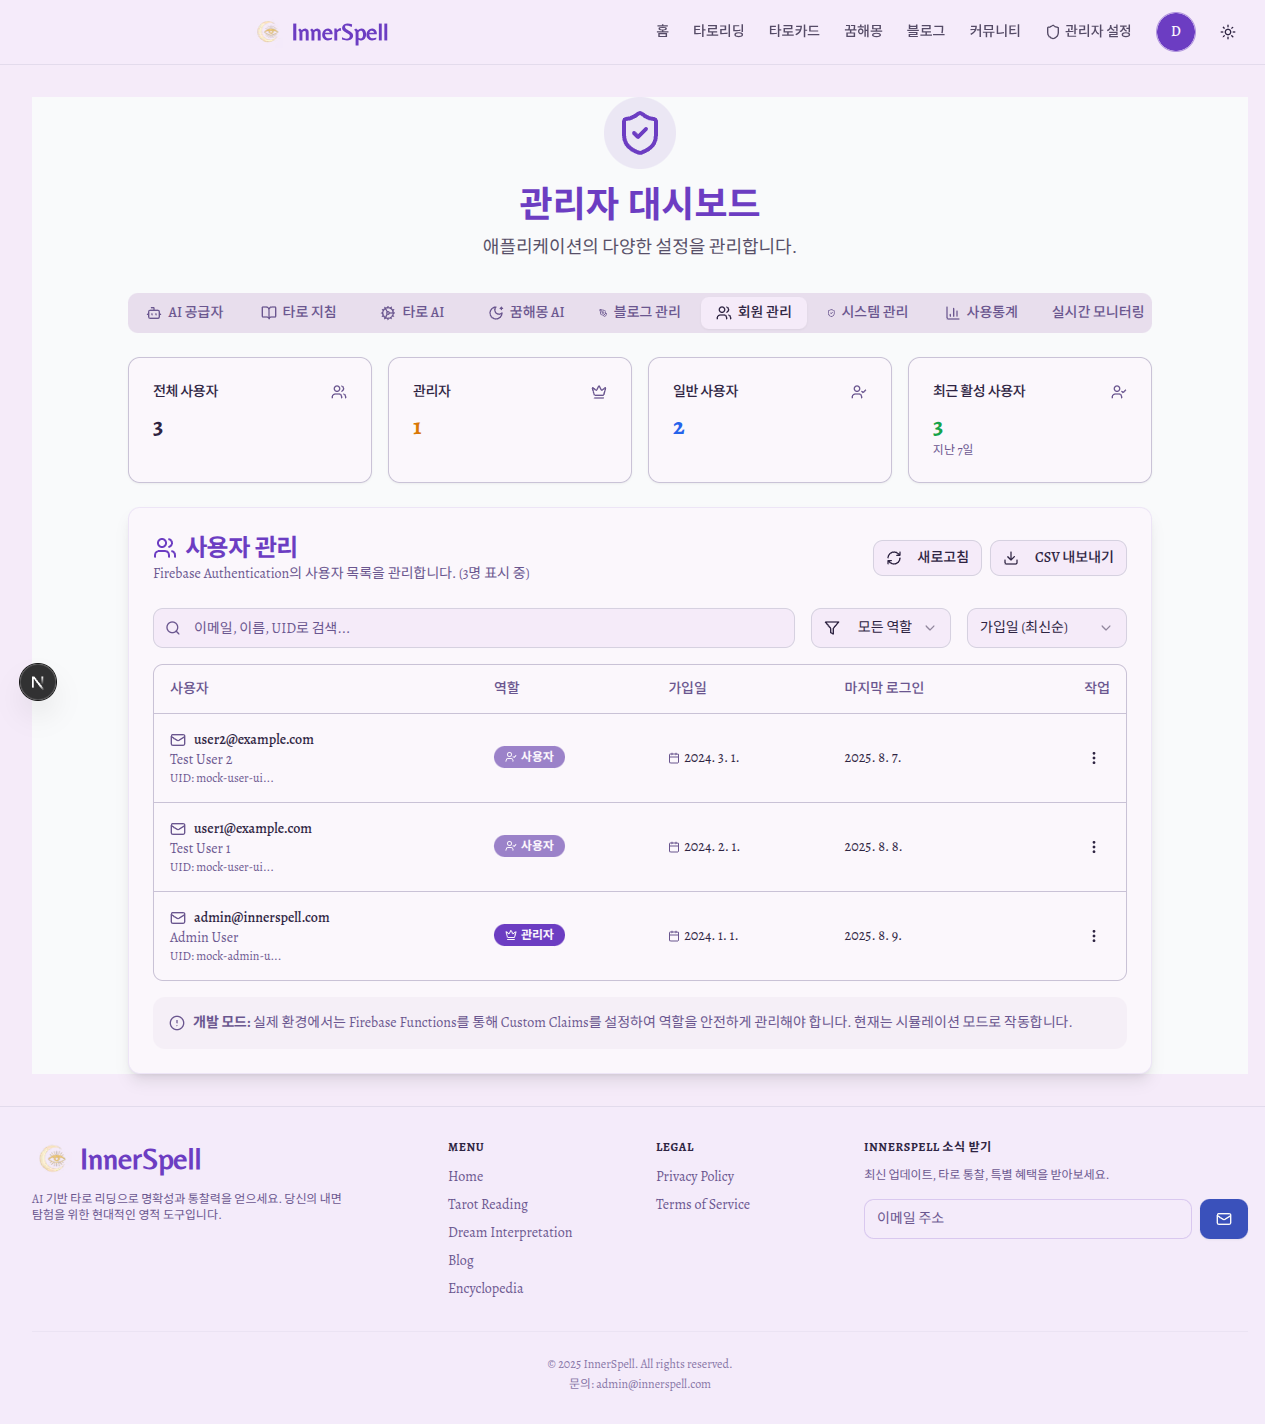 InnerSpell
홈 타로리딩 타로카드 꿈해몽 블로그 커뮤니티 관리자 설정 D
관리자 대시보드
애플리케이션의 다양한 설정을 관리합니다.
AI 공급자 타로 지침 타로 AI 꿈해몽 AI 블로그 관리 회원 관리 시스템 관리 사용통계 실시간 모니터링
전체 사용자 관리자 일반 사용자 최근 활성 사용자
3 1 2 3
지난 7일
사용자 관리
Firebase Authentication의 사용자 목록을 관리합니다. (3명 표시 중)
새로고침 CSV 내보내기
이메일, 이름, UID로 검색... 모든 역할 가입일 (최신순)
사용자 역할 가입일 마지막 로그인 작업
user2@example.com
Test User 2
UID: mock-user-ui...
사용자 2024. 3. 1. 2025. 8. 7.
user1@example.com
Test User 1
UID: mock-user-ui...
사용자 2024. 2. 1. 2025. 8. 8.
admin@innerspell.com
Admin User
UID: mock-admin-u...
관리자 2024. 1. 1. 2025. 8. 9.
개발 모드: 실제 환경에서는 Firebase Functions를 통해 Custom Claims를 설정하여 역할을 안전하게 관리해야 합니다. 현재는 시뮬레이션 모드로 작동합니다.
N
InnerSpell
AI 기반 타로 리딩으로 명확성과 통찰력을 얻으세요. 당신의 내면
탐험을 위한 현대적인 영적 도구입니다.
MENU
Home
Tarot Reading
Dream Interpretation
Blog
Encyclopedia
LEGAL
Privacy Policy
Terms of Service
INNERSPELL 소식 받기
최신 업데이트, 타로 통찰, 특별 혜택을 받아보세요.
이메일 주소
© 2025 InnerSpell. All rights reserved.
문의: admin@innerspell.com